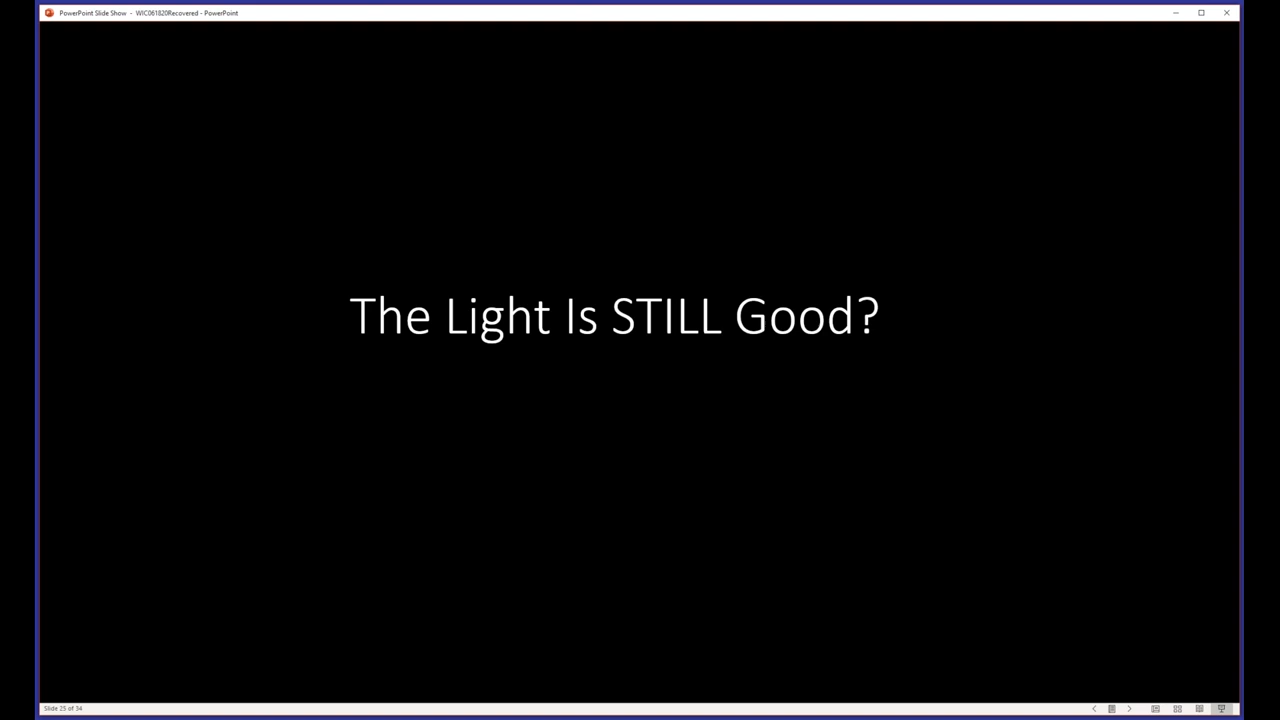 PowerPoint Slide Show - WIC061820Recovered - PowerPoint
The Light Is STILL Good?
Slide 25 of 34